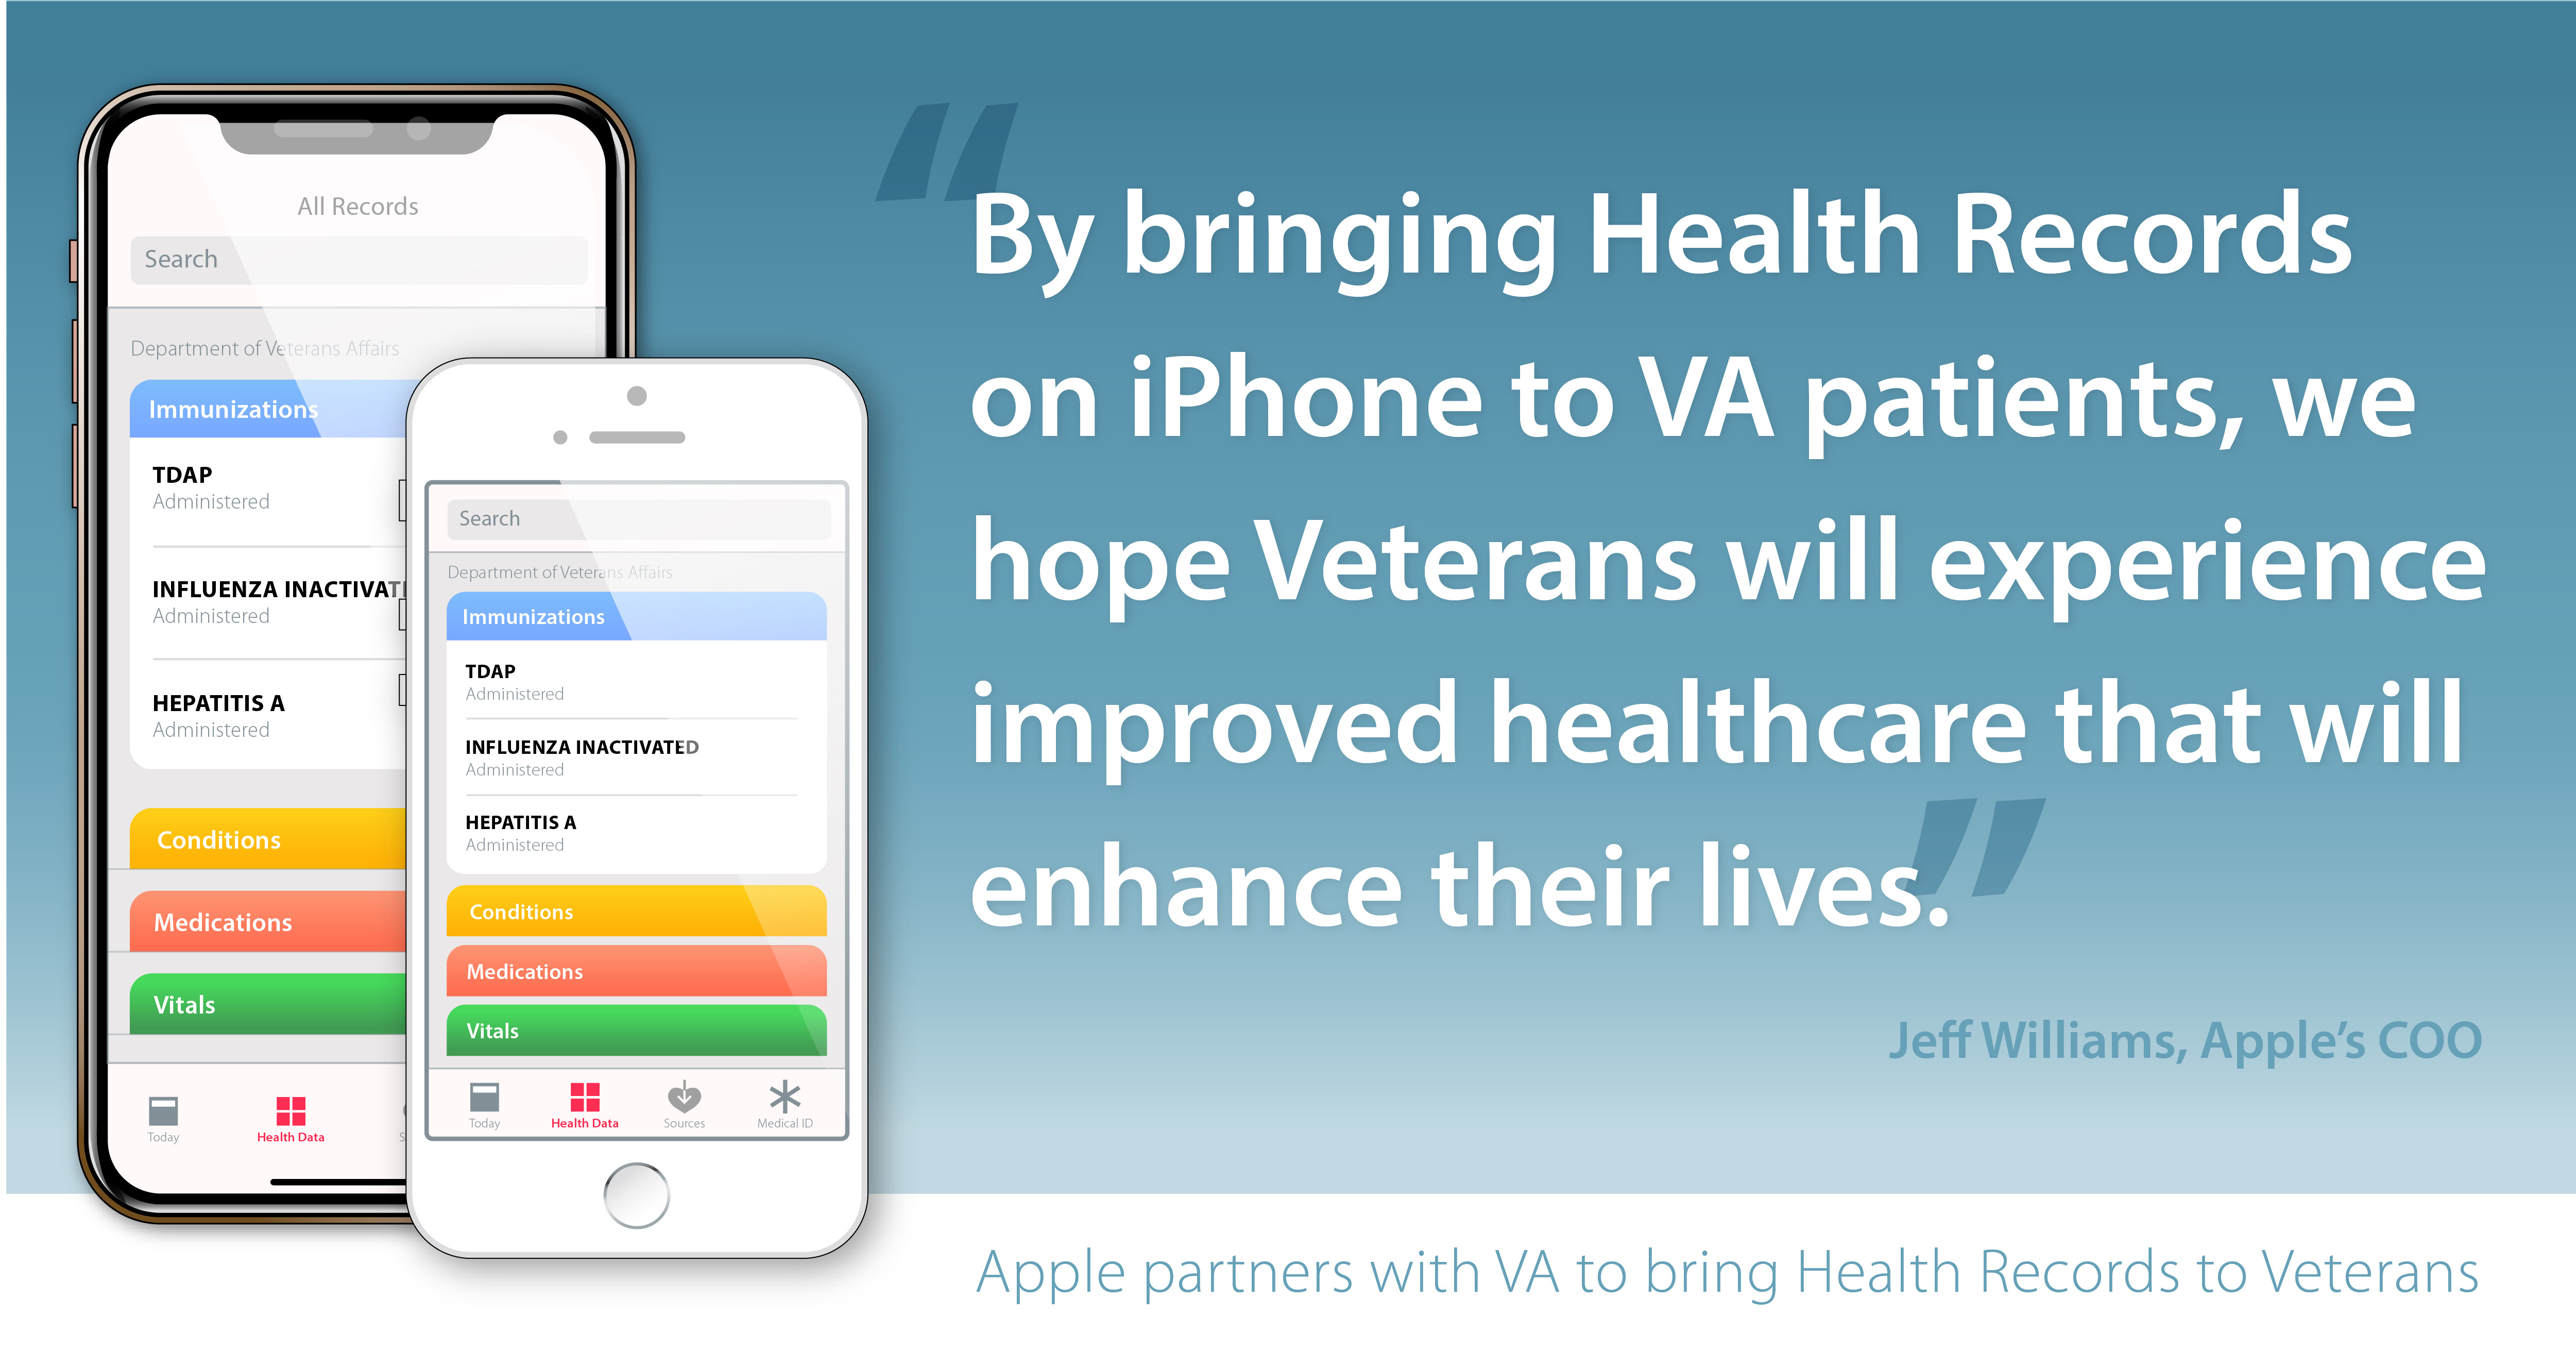 All Records
Search
Department of Veterans Affairs
Immunizations
TDAP
Administered
INFLUENZA INACTIVATE
Administered
HEPATITIS A
Administered
Conditions
Medications
Vitals
Today
Health Data
S
Search
Department of Veterans Affairs
Immunizations
TDAP
Administered
INFLUENZA INACTIVATED
Administered
HEPATITIS A
Administered
Conditions
Medications
Vitals
Today Health Data Sources Medical ID
“By bringing Health Records
on iPhone to VA patients, we
hope Veterans will experience
improved healthcare that will
enhance their lives.”
Jeff Williams, Apple’s COO
Apple partners with VA to bring Health Records to Veterans